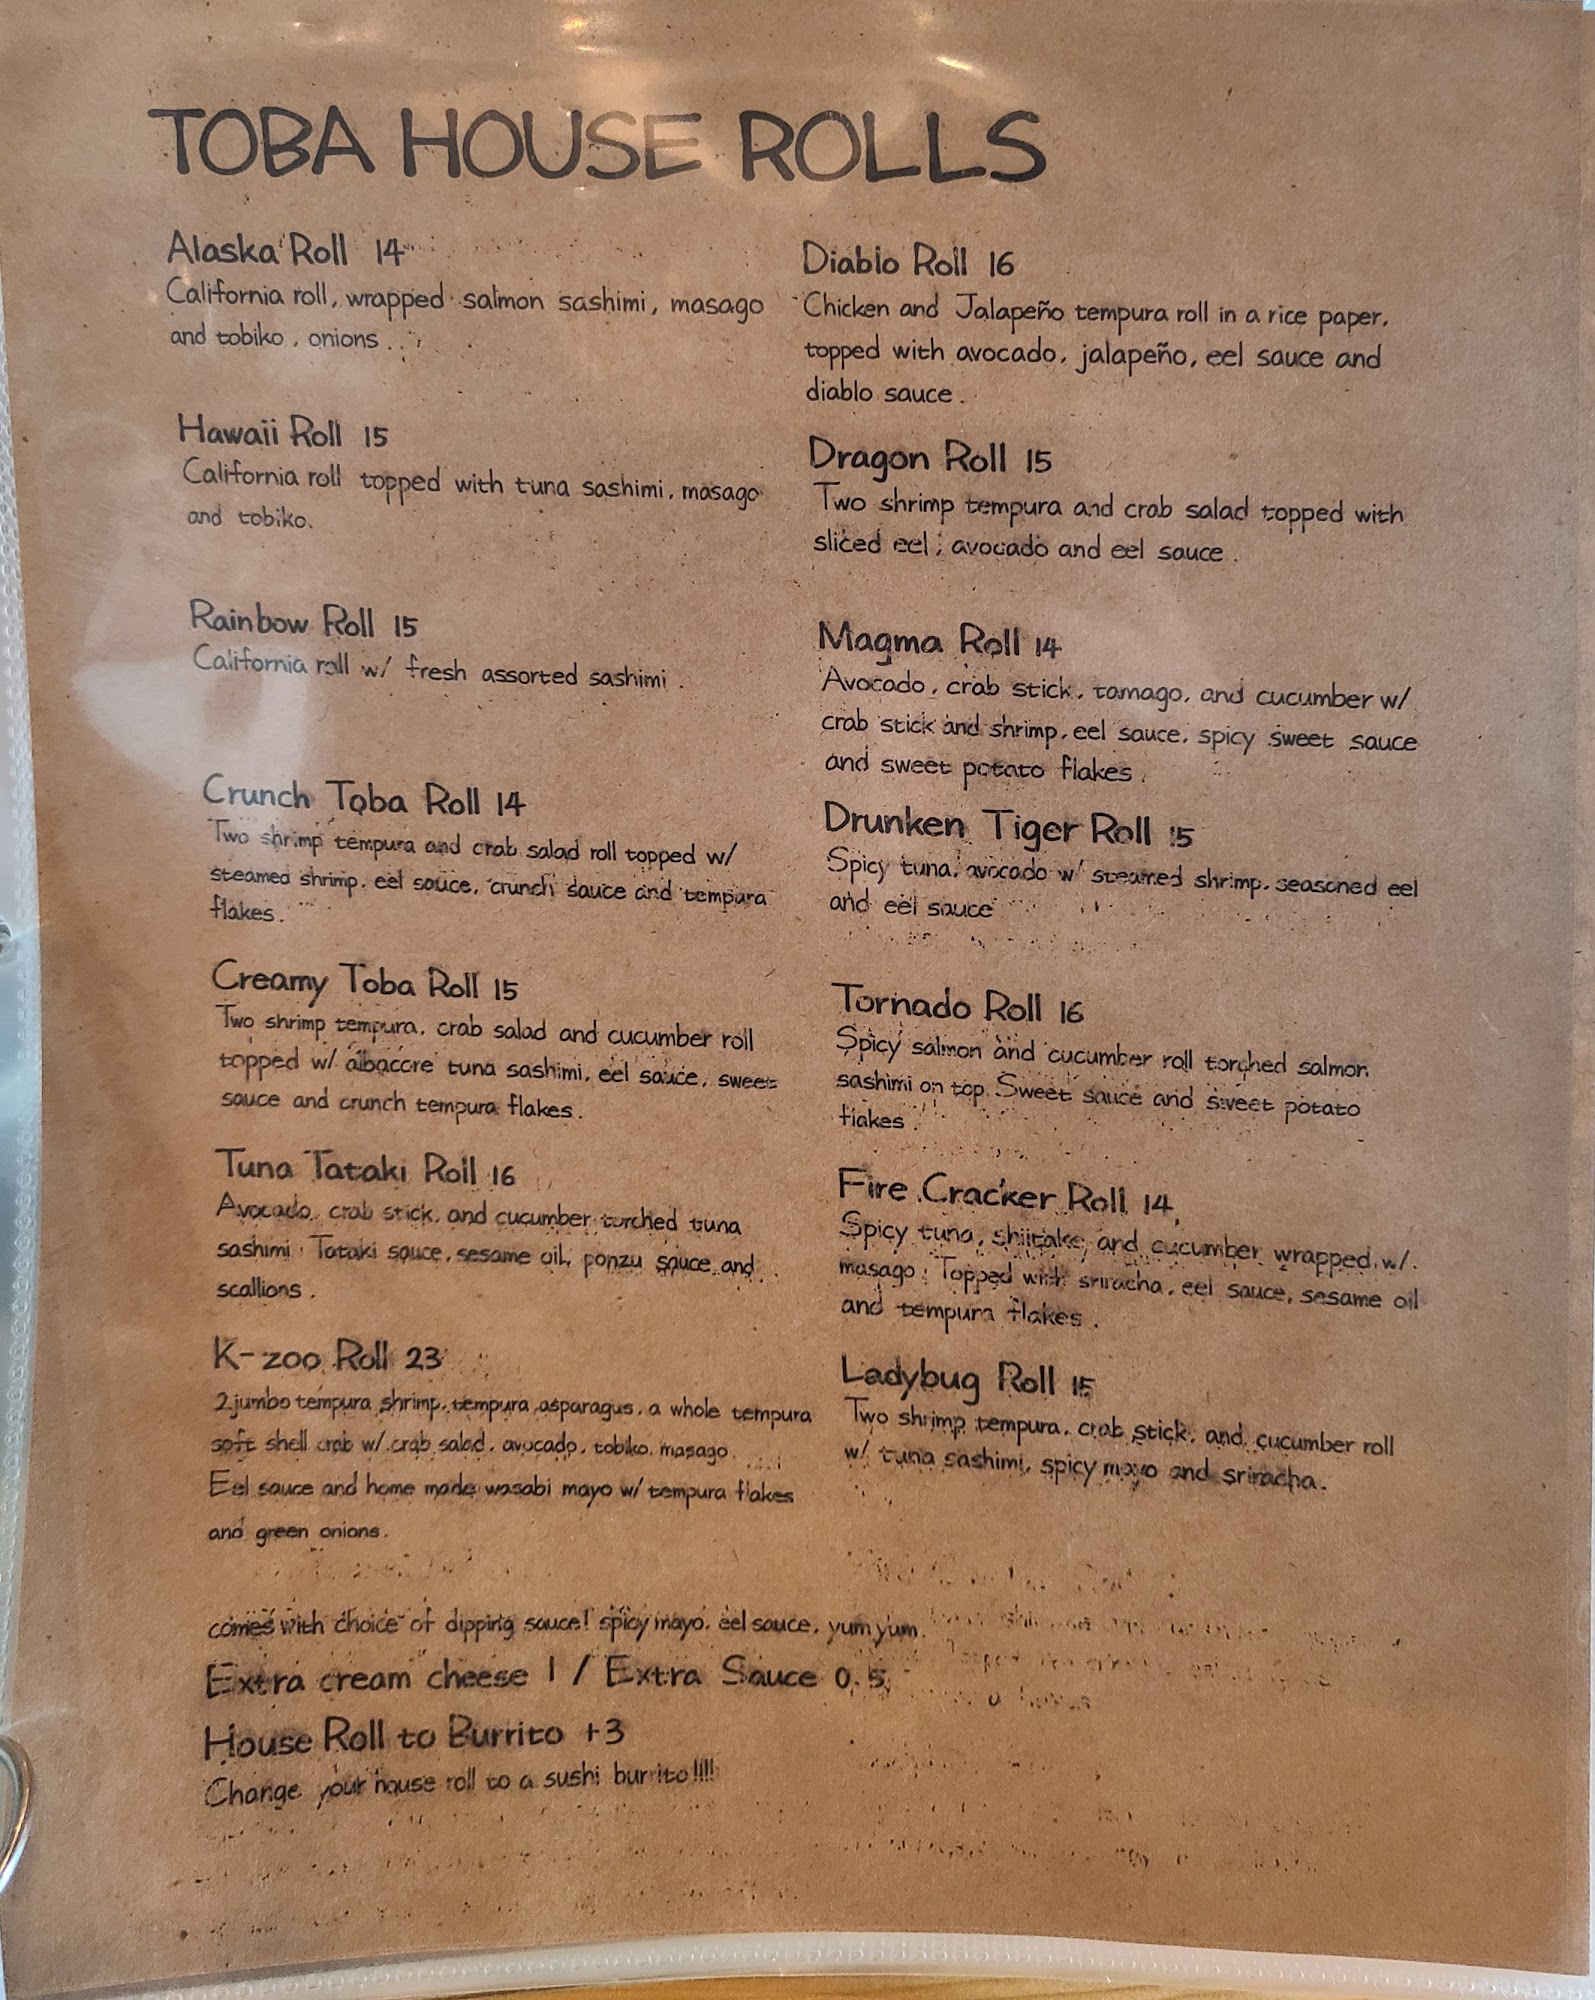 TOBA HOUSE ROLLS
Alaska Roll 14
California roll, wrapped salmon sashimi, masago
and tobiko, onions.
Hawaii Roll 15
California roll topped with tuna sashimi, masago
and tobiko.
Rainbow Roll 15
California roll w/ fresh assorted sashimi.
Crunch Toba Roll 14
Two shrimp tempura and crab salad roll topped w/
steamed shrimp, eel sauce, crunch sauce and tempura
flakes.
Creamy Toba Roll 15
Two shrimp tempura, crab salad and cucumber roll
topped w/ albacore tuna sashimi, eel sauce, sweet
sauce and crunch tempura flakes.
Tuna Tataki Roll 16
Avocado, crab stick, and cucumber torched tuna
sashimi. Tataki sauce, sesame oil, ponzu sauce and
scallions.
K-zoo Roll 23
2 jumbo tempura shrimp, tempura asparagus, a whole tempura
soft shell crab w/ crab salad, avocado, tobiko, masago.
Eel sauce and home made wasabi mayo w/ tempura flakes
and green onions.
Diablo Roll 16
Chicken and Jalapeño tempura roll in a rice paper,
topped with avocado, jalapeño, eel sauce and
diablo sauce.
Dragon Roll 15
Two shrimp tempura and crab salad topped with
sliced eel, avocado and eel sauce.
Magma Roll 14
Avocado, crab stick, tamago, and cucumber w/
crab stick and shrimp, eel sauce, spicy sweet sauce
and sweet potato flakes.
Drunken Tiger Roll 15
Spicy tuna, avocado w/ steamed shrimp, seasoned eel
and eel sauce
Tornado Roll 16
Spicy salmon and cucumber roll torched salmon
sashimi on top. Sweet sauce and sweet potato
flakes.
Fire Cracker Roll 14
Spicy tuna, shiitake, and cucumber wrapped w/
masago. Topped with sriracha, eel sauce, sesame oil
and tempura flakes.
Ladybug Roll 15
Two shrimp tempura, crab stick, and cucumber roll
w/ tuna sashimi, spicy mayo and sriracha.
comes with choice of dipping sauce! spicy mayo, eel sauce, yum yum.
Extra cream cheese 1 / Extra Sauce 0.5
House Roll to Burrito +3
Change your house roll to a sushi burrito!!!!